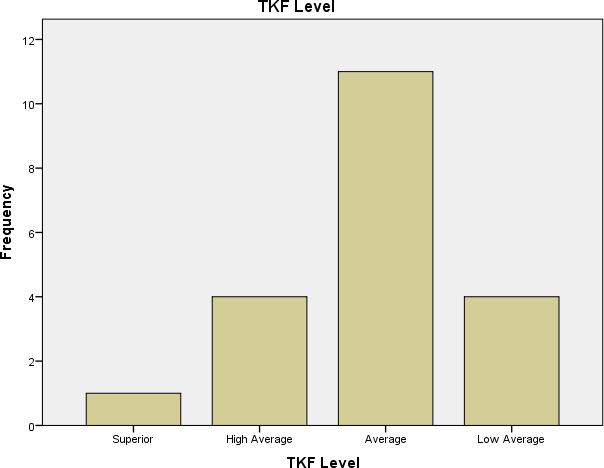 TKF Level
12
10
8
6
4
2
0
Frequency
Superior
High Average
Average
Low Average
TKF Level